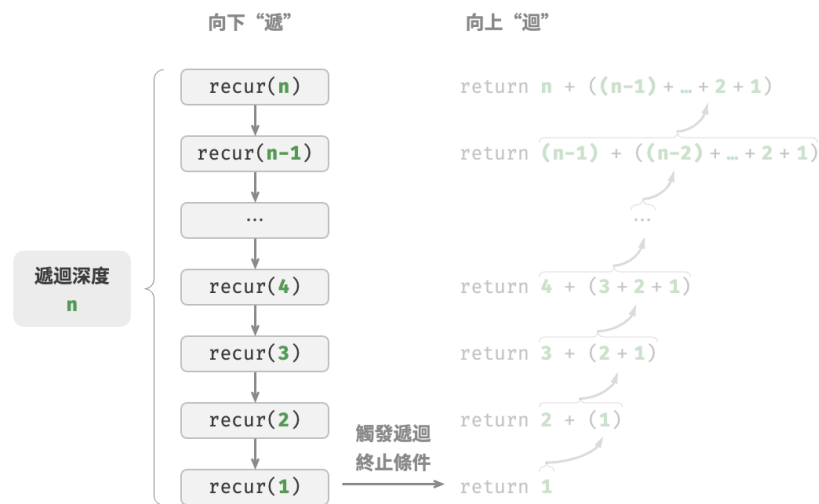 向下“遞”
向上“迴”
recur(n)
return n + ((n-1) + … + 2 + 1)
recur(n-1)
return (n-1) + ((n-2) + … + 2 + 1)
…
…
遞迴深度
n
recur(4)
return 4 + (3 + 2 + 1)
recur(3)
return 3 + (2 + 1)
recur(2)
return 2 + (1)
觸發遞迴
終止條件
recur(1)
return 1